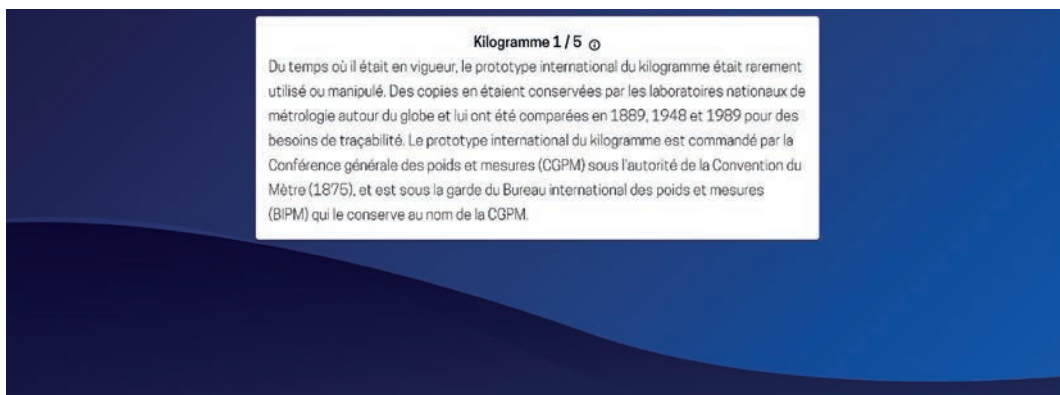 Kilogramme 1 / 5
Du temps où il était en vigueur, le prototype international du kilogramme était rarement
utilisé ou manipulé. Des copies en étaient conservées par les laboratoires nationaux de
métrologie autour du globe et lui ont été comparées en 1889, 1948 et 1989 pour des
besoins de traçabilité. Le prototype international du kilogramme est commandé par la
Conférence générale des poids et mesures (CGPM) sous l'autorité de la Convention du
Mètre (1875), et est sous la garde du Bureau international des poids et mesures
(BIPM) qui le conserve au nom de la CGPM.